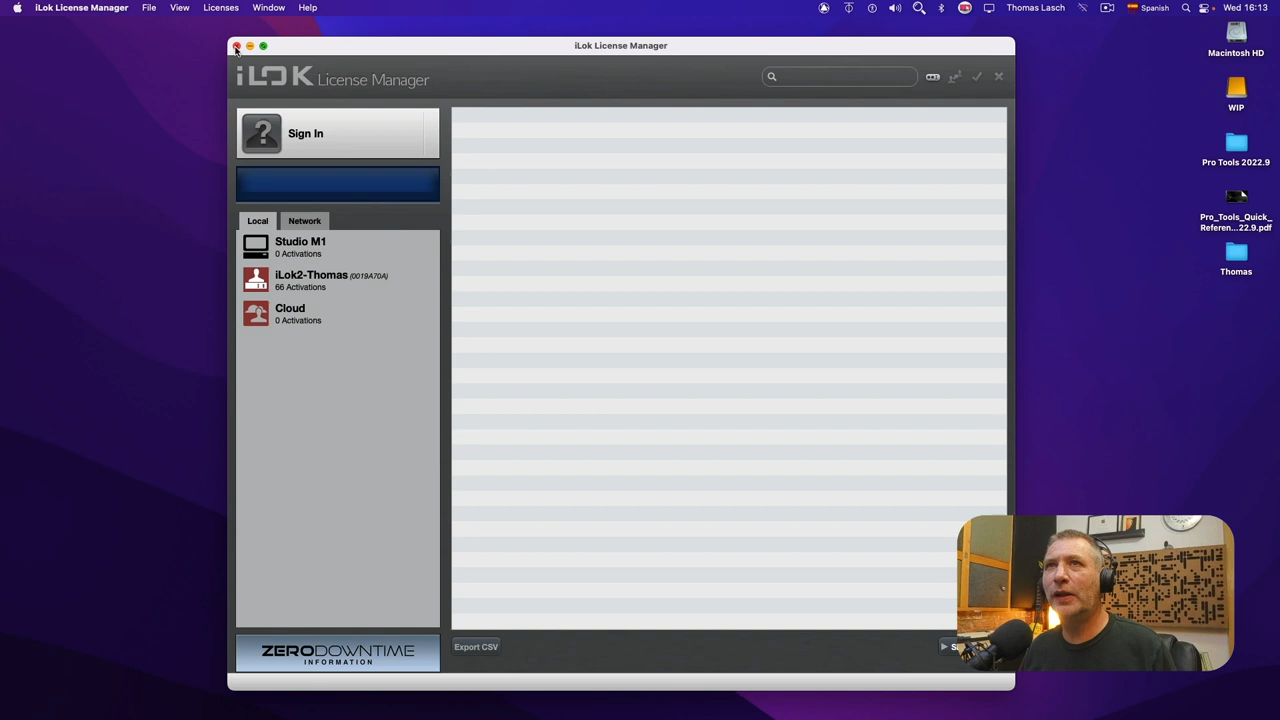 iLok License Manager File View Licenses Window Help Thomas Lasch Spanish Wed 16:13
iLok License Manager
iLOK License Manager
Sign In
Local Network
Studio M1
0 Activations
iLok2-Thomas (0019A70A)
66 Activations
Cloud
0 Activations
ZERODOWNTIME
INFORMATION
Export CSV
Macintosh HD
WIP
Pro Tools 2022.9
Pro_Tools_Quick_
Referen...22.9.pdf
Thomas